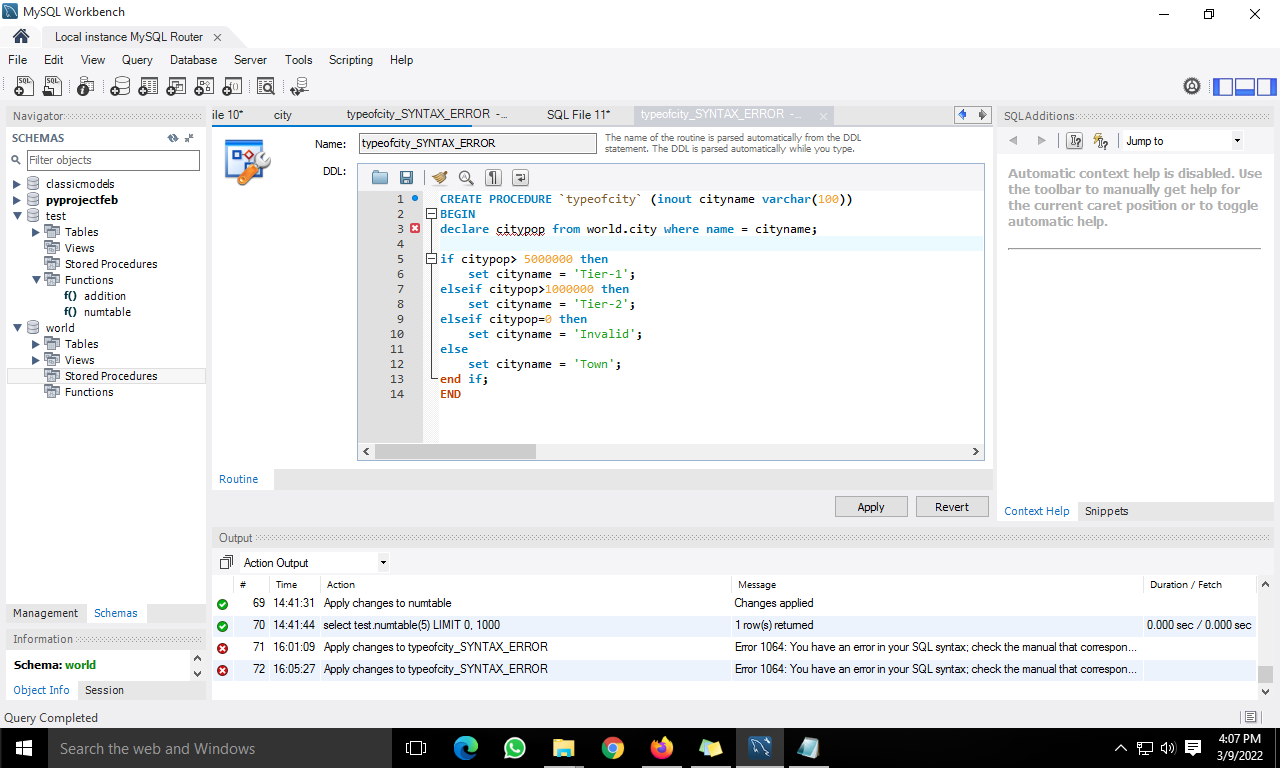 MySQL Workbench
Local instance MySQL Router
File Edit View Query Database Server Tools Scripting Help
Navigator
SCHEMAS
Filter objects
classicmodels
pyprojectfeb
test
Tables
Views
Stored Procedures
Functions
f() addition
f() numtable
world
Tables
Views
Stored Procedures
Functions
Management Schemas
Information
Schema: world
Object Info Session
Query Completed
ile 10* city typeofcity_SYNTAX_ERROR -... SQL File 11* typeofcity_SYNTAX_ERROR -...
Name: typeofcity_SYNTAX_ERROR
The name of the routine is parsed automatically from the DDL
statement. The DDL is parsed automatically while you type.
DDL:
1 CREATE PROCEDURE `typeofcity` (inout cityname varchar(100))
2 BEGIN
3 declare citypop from world.city where name = cityname;
4
5 if citypop> 5000000 then
6 set cityname = 'Tier-1';
7 elseif citypop>1000000 then
8 set cityname = 'Tier-2';
9 elseif citypop=0 then
10 set cityname = 'Invalid';
11 else
12 set cityname = 'Town';
13 end if;
14 END
Routine
Apply Revert
SQLAdditions
Jump to
Automatic context help is disabled. Use
the toolbar to manually get help for
the current caret position or to toggle
automatic help.
Context Help Snippets
Output
Action Output
# Time Action Message Duration / Fetch
69 14:41:31 Apply changes to numtable Changes applied
70 14:41:44 select test.numtable(5) LIMIT 0, 1000 1 row(s) returned 0.000 sec / 0.000 sec
71 16:01:09 Apply changes to typeofcity_SYNTAX_ERROR Error 1064: You have an error in your SQL syntax; check the manual that correspon...
72 16:05:27 Apply changes to typeofcity_SYNTAX_ERROR Error 1064: You have an error in your SQL syntax; check the manual that correspon...
Search the web and Windows
4:07 PM
3/9/2022